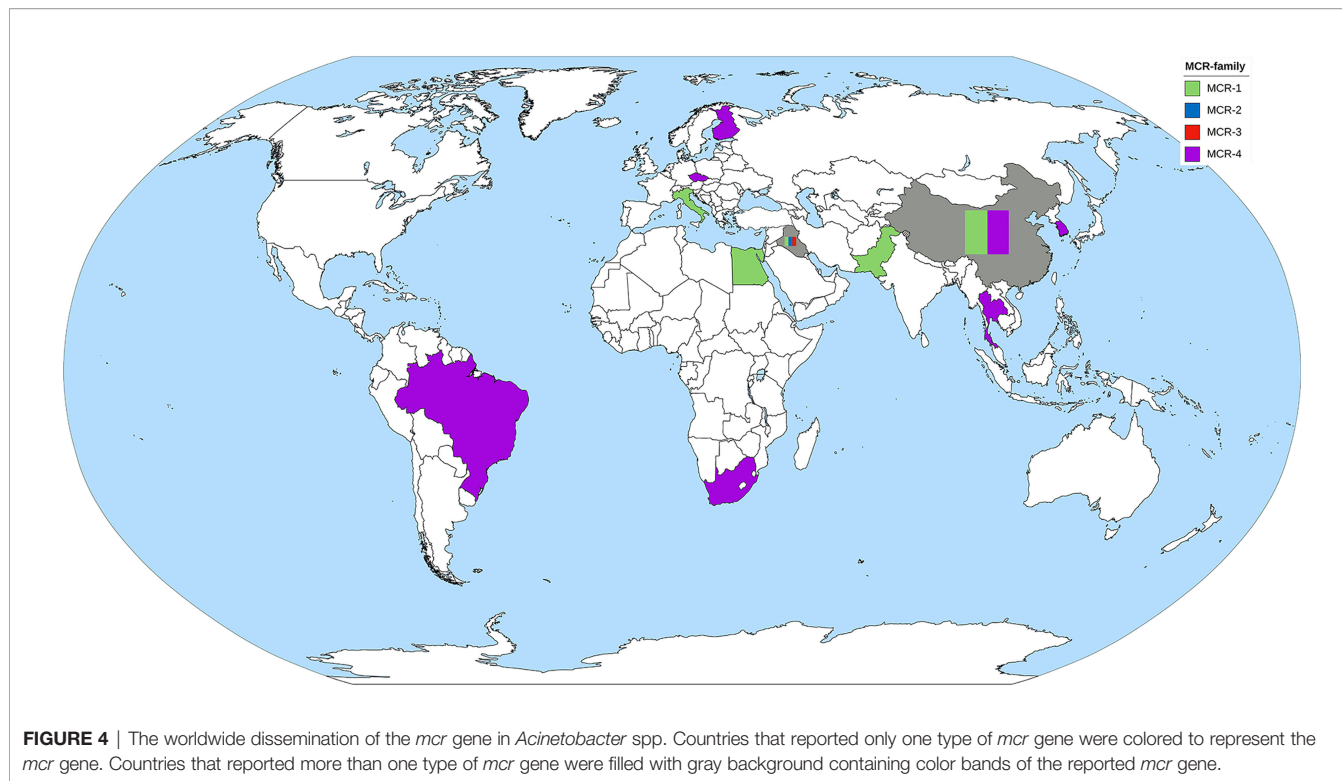 MCR-family
MCR-1
MCR-2
MCR-3
MCR-4
FIGURE 4 | The worldwide dissemination of the mcr gene in Acinetobacter spp. Countries that reported only one type of mcr gene were colored to represent the
mcr gene. Countries that reported more than one type of mcr gene were filled with gray background containing color bands of the reported mcr gene.